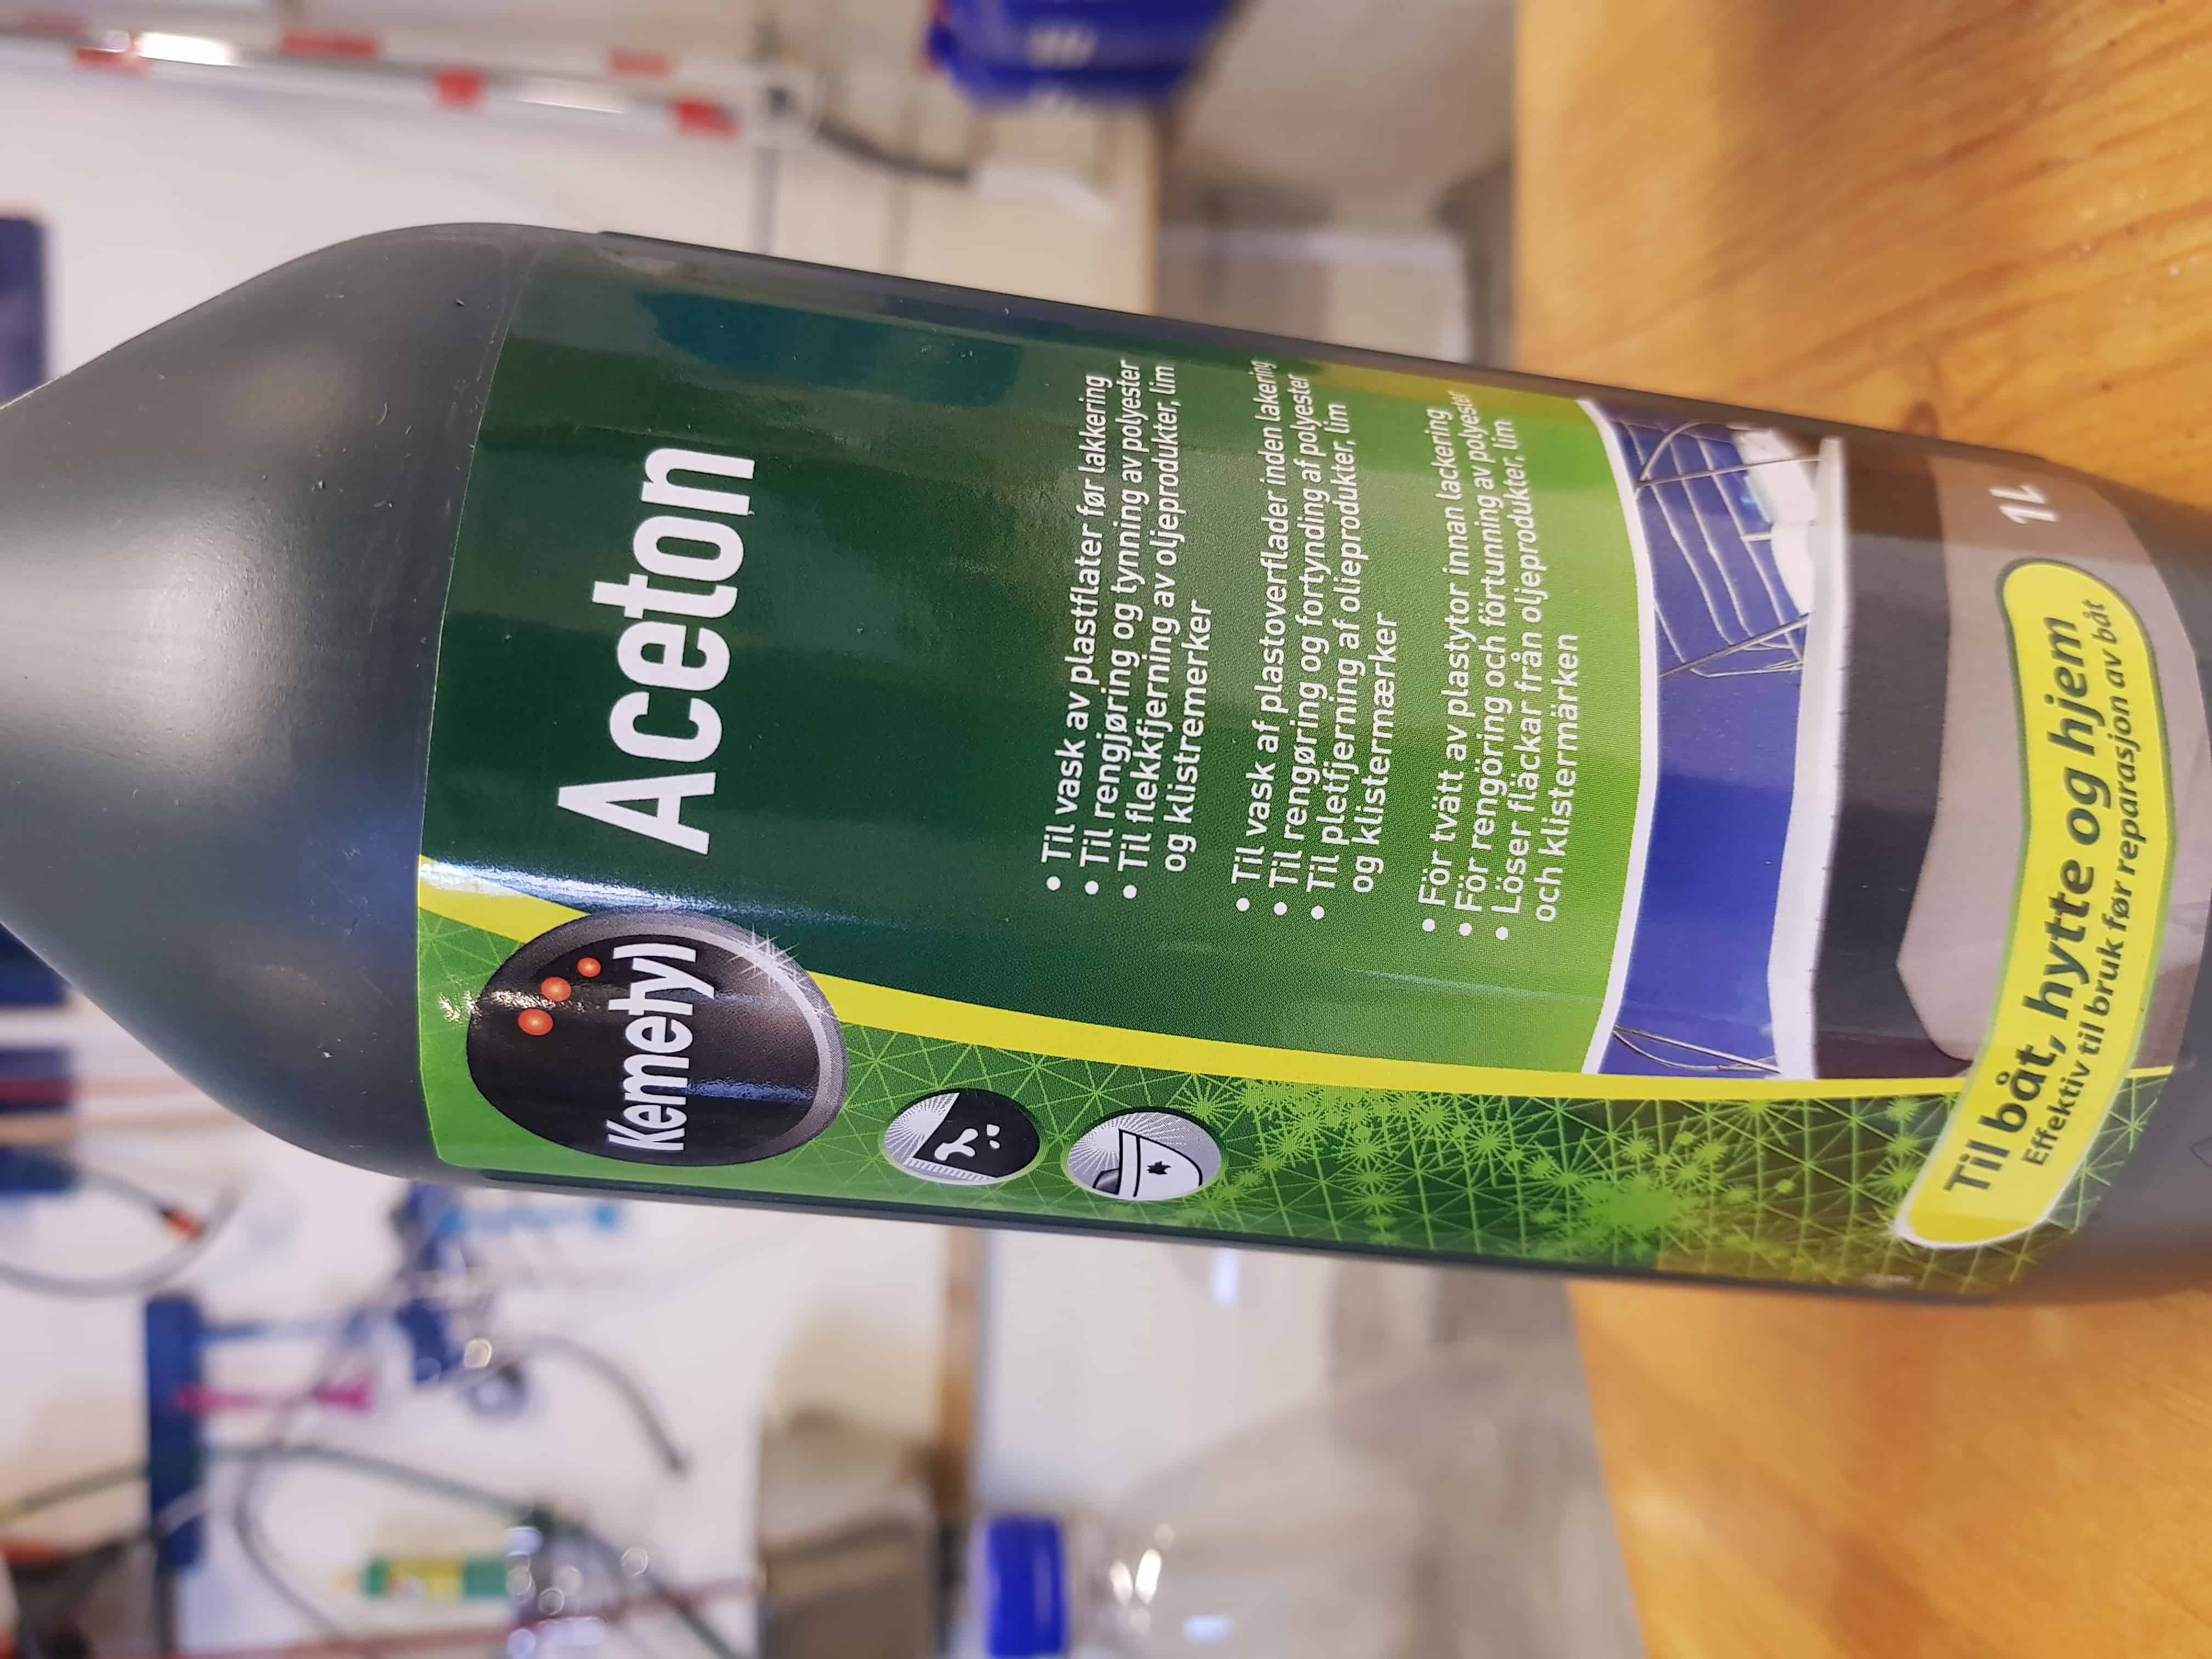 Kemetyl
Aceton
• Til vask av plastflater før lakkering
• Til rengjøring og tynning av polyester
• Til flekkfjerning av oljeprodukter, lim
og klistremerker
• Til vask af plastoverflader inden lakering
• Til rengøring og fortynding af polyester
• Til pletfjerning af olieprodukter, lim
og klistermærker
• För tvätt av plastytor innan lackering
• För rengöring och förtunning av polyester
• Löser fläckar från oljeprodukter, lim
och klistermärken
1L
Til båt, hytte og hjem
Effektiv til bruk før reparasjon av båt